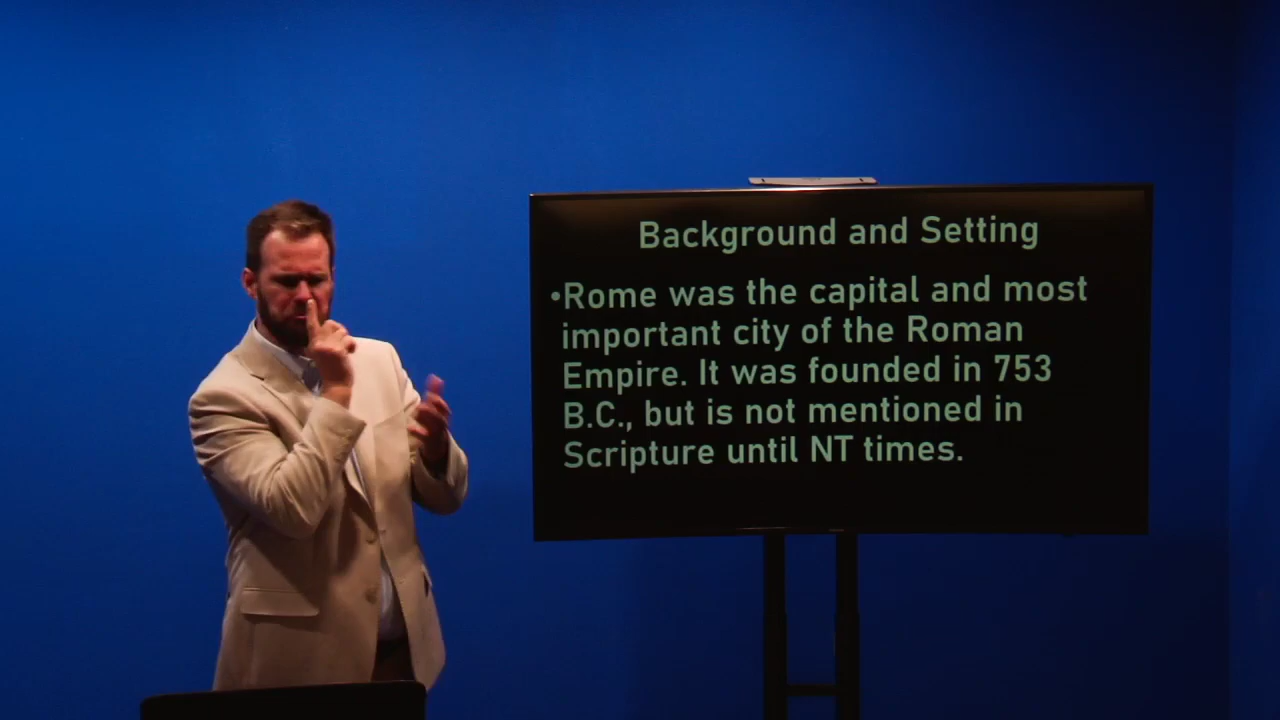 Background and Setting
•Rome was the capital and most
important city of the Roman
Empire. It was founded in 753
B.C., but is not mentioned in
Scripture until NT times.